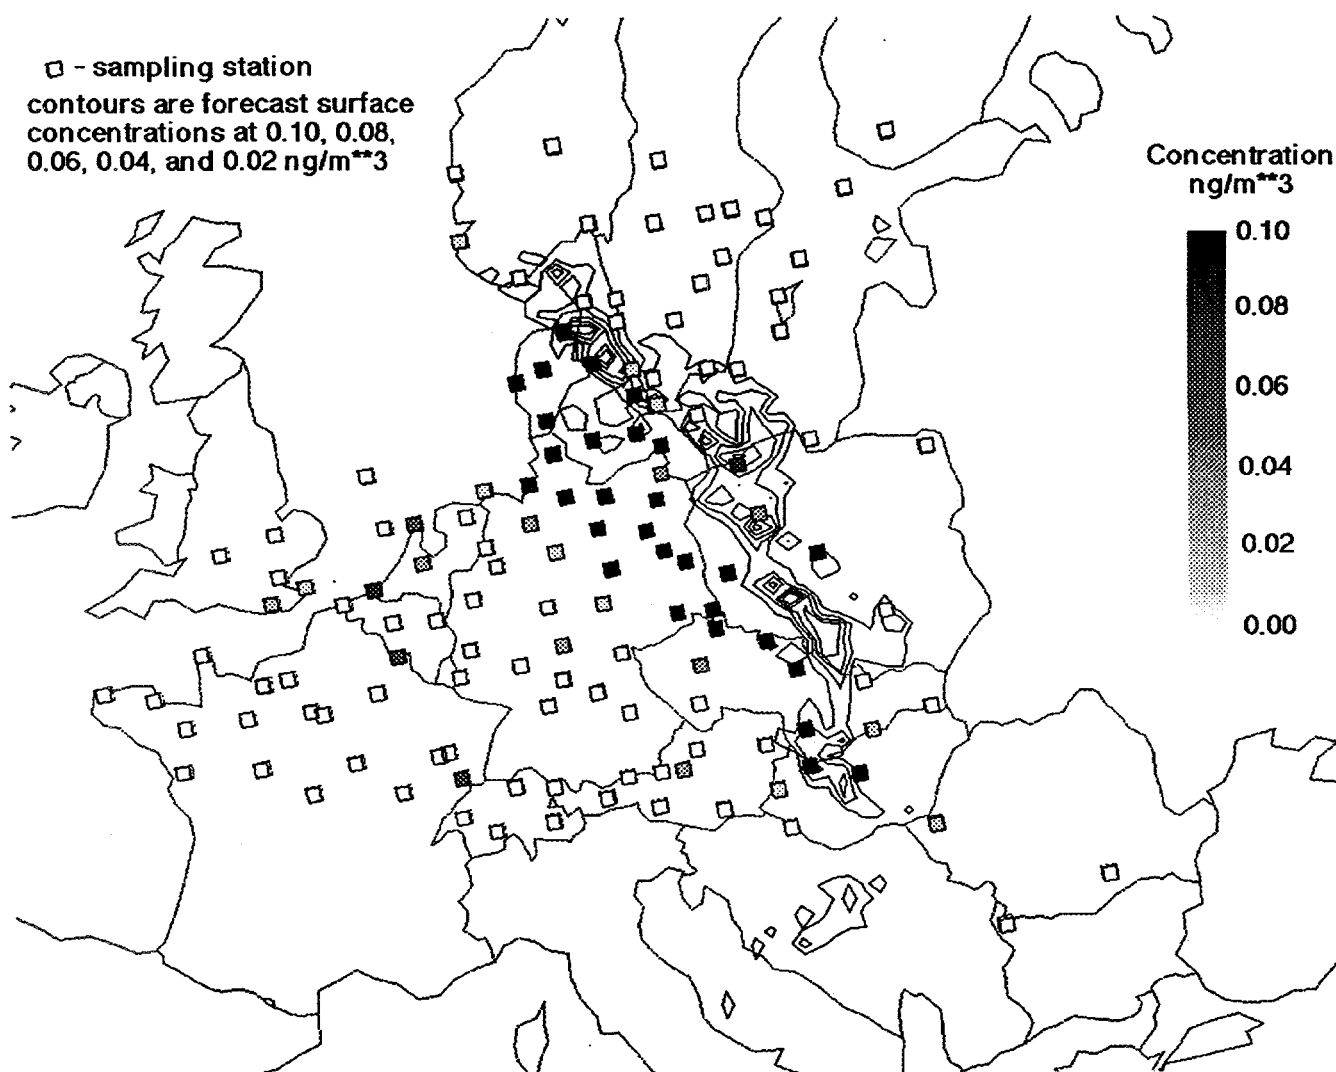 - sampling station
contours are forecast surface
concentrations at 0.10, 0.08,
0.06, 0.04, and 0.02 ng/m**3
Concentration
ng/m**3
0.10
0.08
0.06
0.04
0.02
0.00